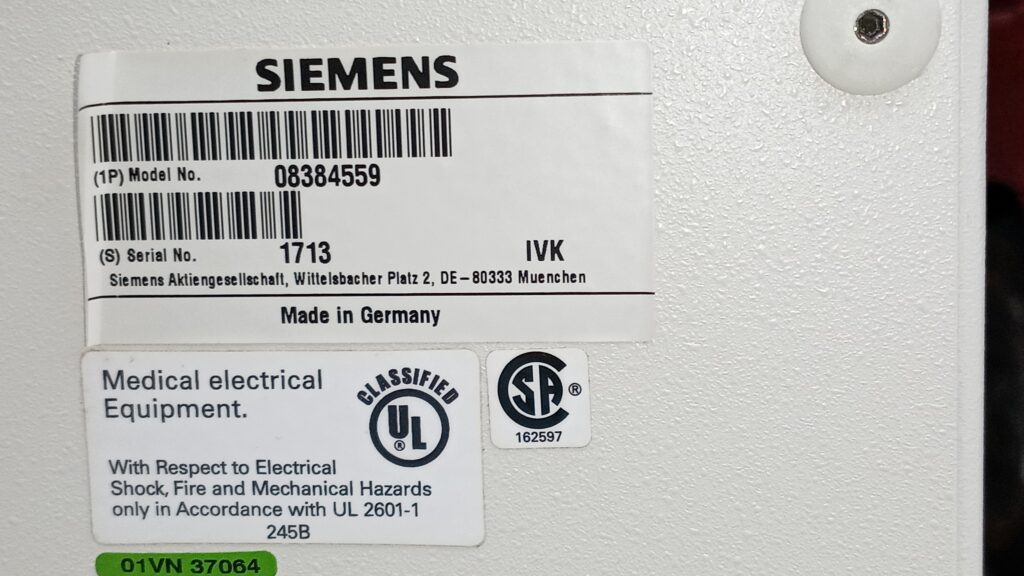 SIEMENS
(1P) Model No. 08384559
(S) Serial No. 1713 IVK
Siemens Aktiengesellschaft, Wittelsbacher Platz 2, DE-80333 Muenchen
Made in Germany
Medical electrical
Equipment.
CLASSIFIED
UL ®
With Respect to Electrical
Shock, Fire and Mechanical Hazards
only in Accordance with UL 2601-1
245B
SA ®
162597
01VN 37064